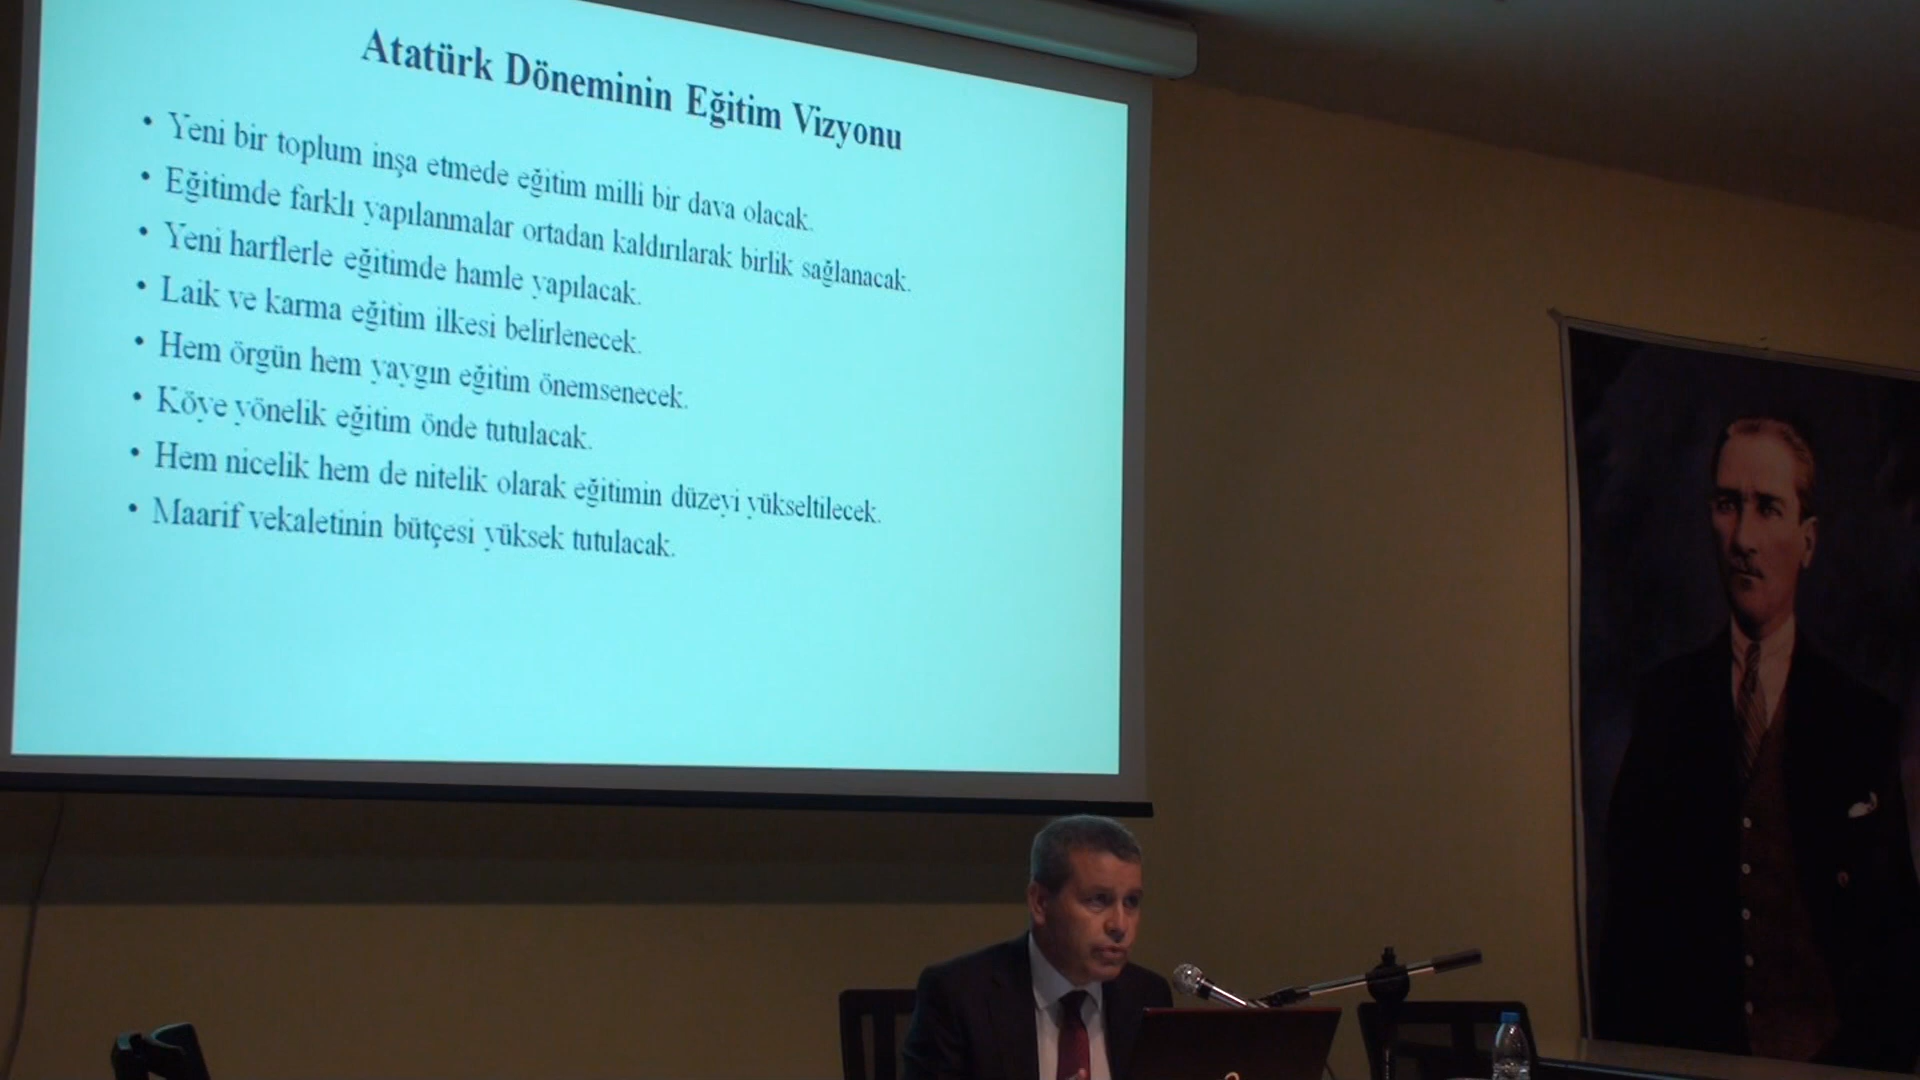 Atatürk Döneminin Eğitim Vizyonu
• Yeni bir toplum inşa etmede eğitim milli bir dava olacak.
• Eğitimde farklı yapılanmalar ortadan kaldırılarak birlik sağlanacak.
• Yeni harflerle eğitimde hamle yapılacak.
• Laik ve karma eğitim ilkesi belirlenecek.
• Hem örgün hem yaygın eğitim önemsenecek.
• Köye yönelik eğitim önde tutulacak.
• Hem nicelik hem de nitelik olarak eğitimin düzeyi yükseltilecek.
• Maarif vekaletinin bütçesi yüksek tutulacak.